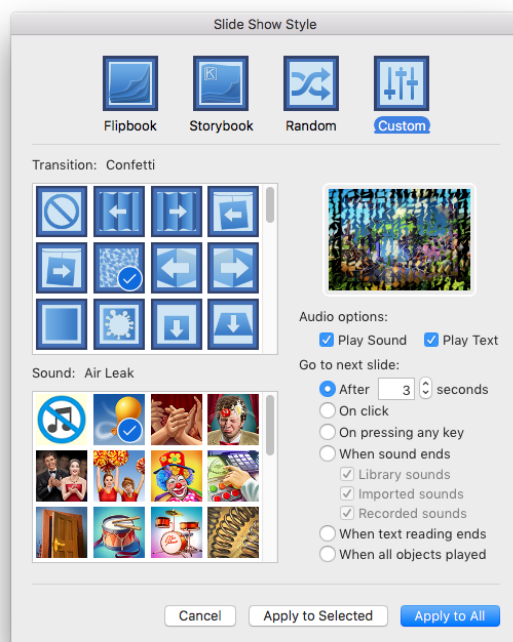 Slide Show Style
K
Flipbook Storybook Random Custom
Transition: Confetti
Audio options:
Play Sound Play Text
Sound: Air Leak
Go to next slide:
After 3 seconds
On click
On pressing any key
When sound ends
Library sounds
Imported sounds
Recorded sounds
When text reading ends
When all objects played
Cancel Apply to Selected Apply to All